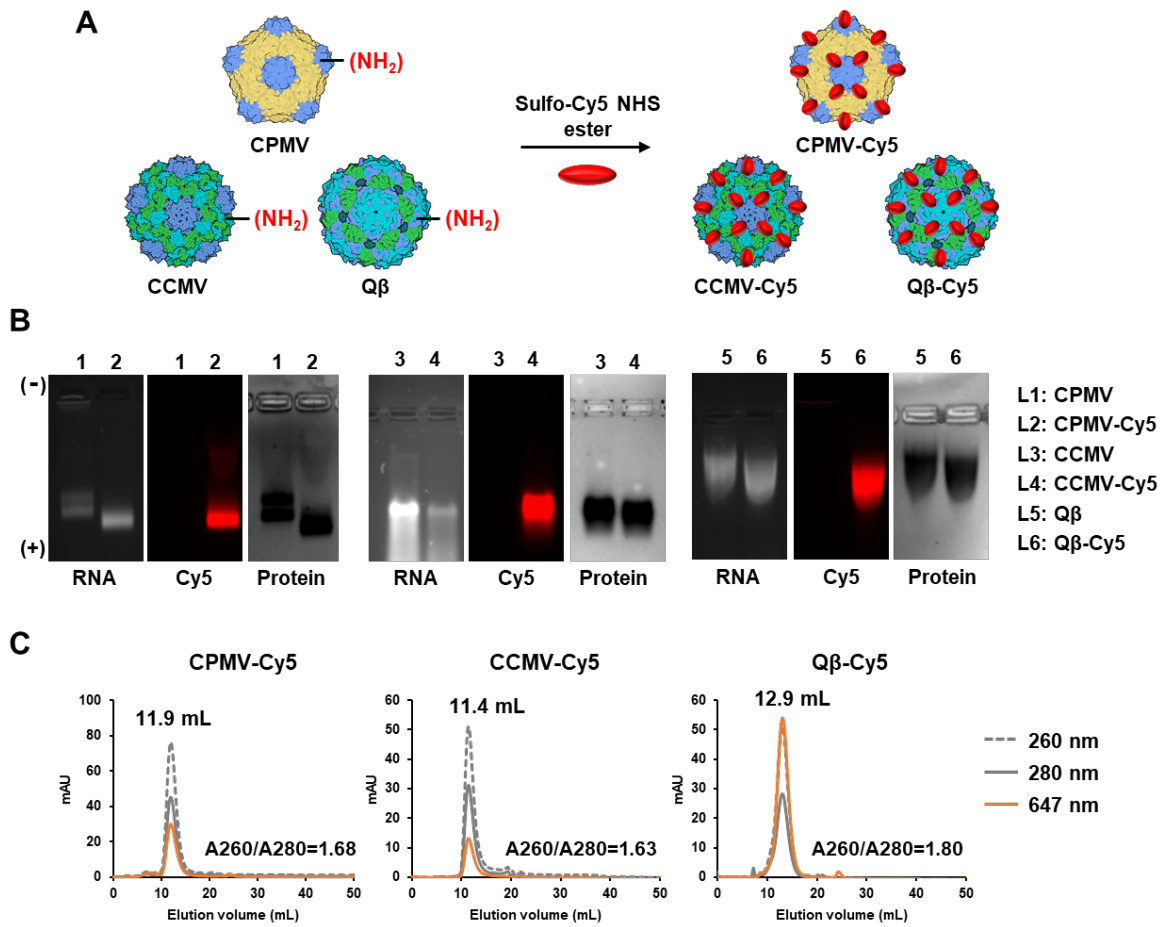 A
(NH2)
CPMV
(NH2)
CCMV
(NH2)
Qβ
Sulfo-Cy5 NHS
ester
CPMV-Cy5
CCMV-Cy5
Qβ-Cy5
B
1 2 1 2 1 2
3 4 3 4 3 4
5 6 5 6 5 6
(-)
(+)
RNA Cy5 Protein
RNA Cy5 Protein
RNA Cy5 Protein
L1: CPMV
L2: CPMV-Cy5
L3: CCMV
L4: CCMV-Cy5
L5: Qβ
L6: Qβ-Cy5
C
CPMV-Cy5
100
80
60
40
20
0
mAU
11.9 mL
A260/A280=1.68
0 10 20 30 40 50
Elution volume (mL)
CCMV-Cy5
60
50
40
30
20
10
0
mAU
11.4 mL
A260/A280=1.63
0 10 20 30 40 50
Elution volume (mL)
Qβ-Cy5
60
50
40
30
20
10
0
mAU
12.9 mL
A260/A280=1.80
0 10 20 30 40 50
Elution volume (mL)
260 nm
280 nm
647 nm